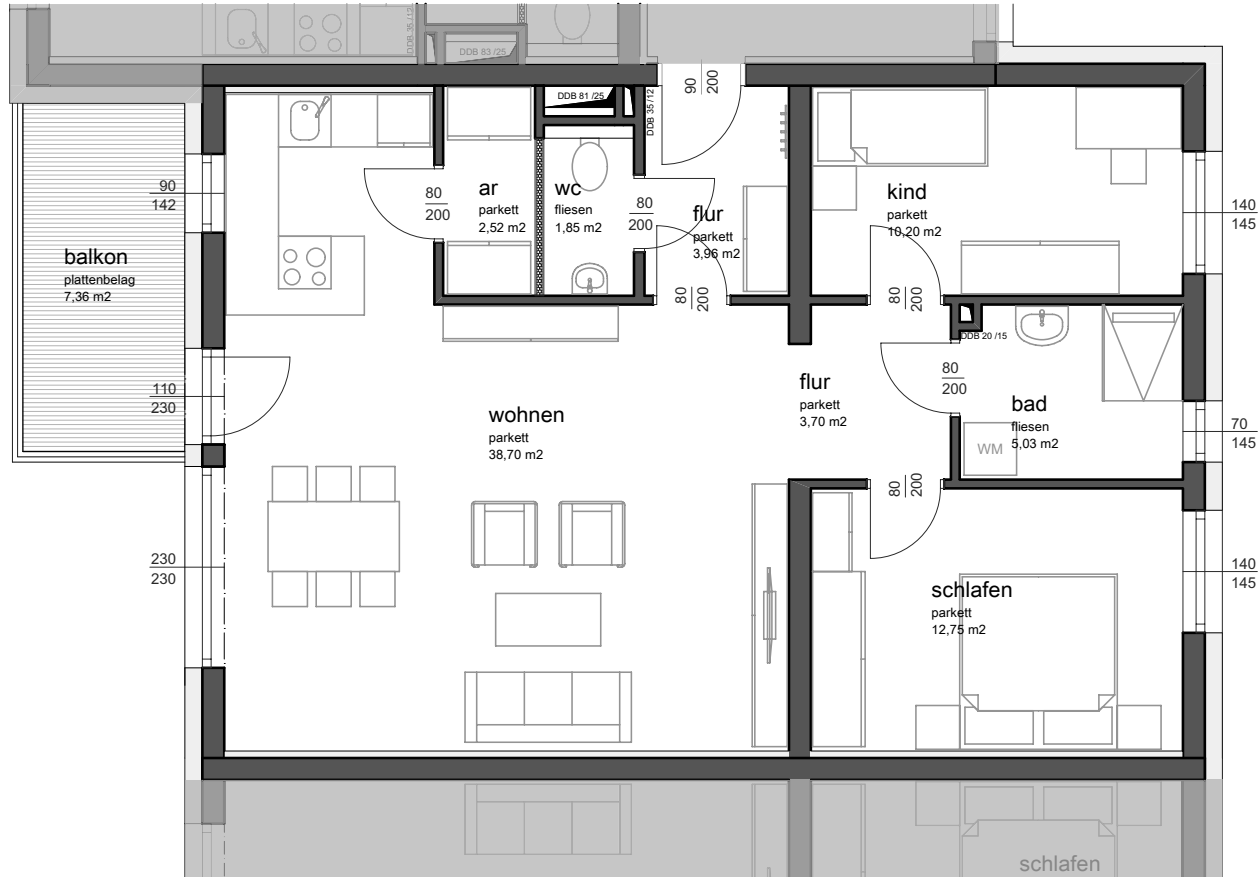 DDB 35 /12
DDB 83 /25
DDB 81 /25
DDB 35 /12
90
200
90
142
80
200
ar
parkett
2,52 m2
wc
fliesen
1,85 m2
80
200
flur
parkett
3,96 m2
kind
parkett
10,20 m2
140
145
balkon
plattenbelag
7,36 m2
80
200
80
200
DDB 20 /15
110
230
wohnen
parkett
38,70 m2
flur
parkett
3,70 m2
80
200
bad
fliesen
5,03 m2
WM
70
145
80
200
230
230
schlafen
parkett
12,75 m2
140
145
schlafen